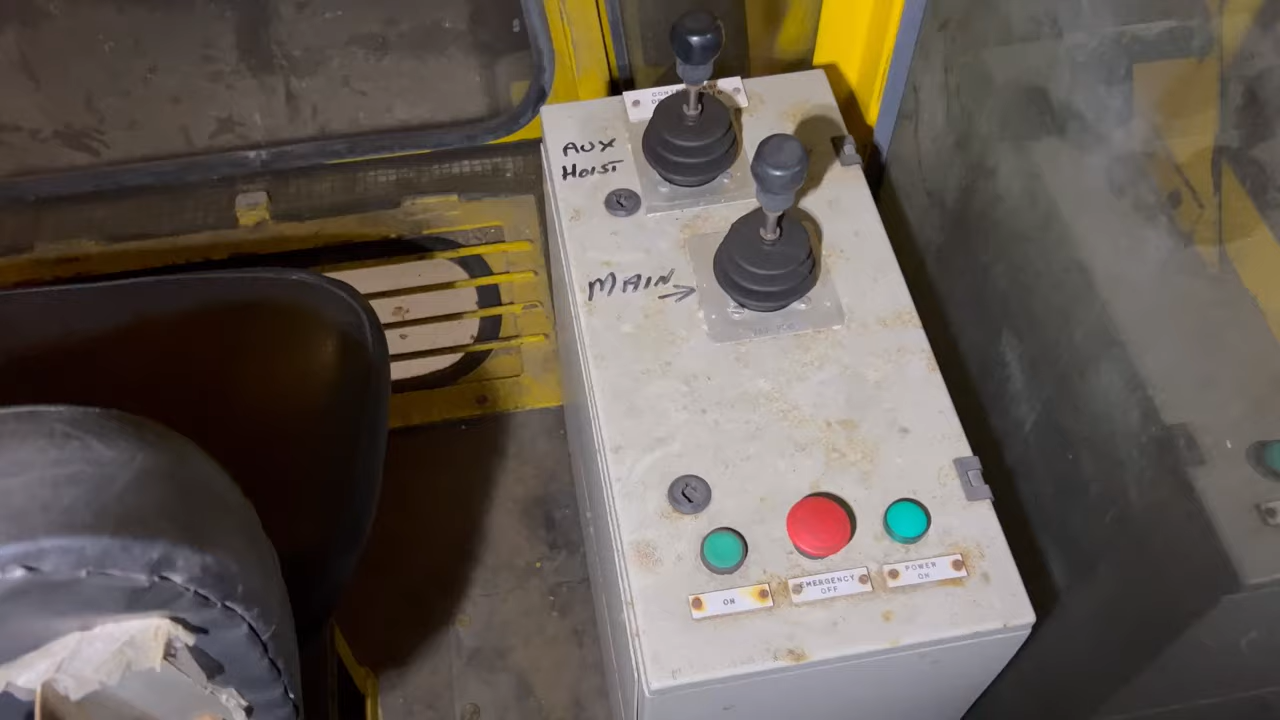 AUX
HOIST
MAIN →
ON
EMERGENCY
OFF
POWER
ON